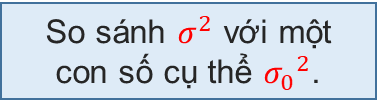 So sánh σ² với một
con số cụ thể σ₀².